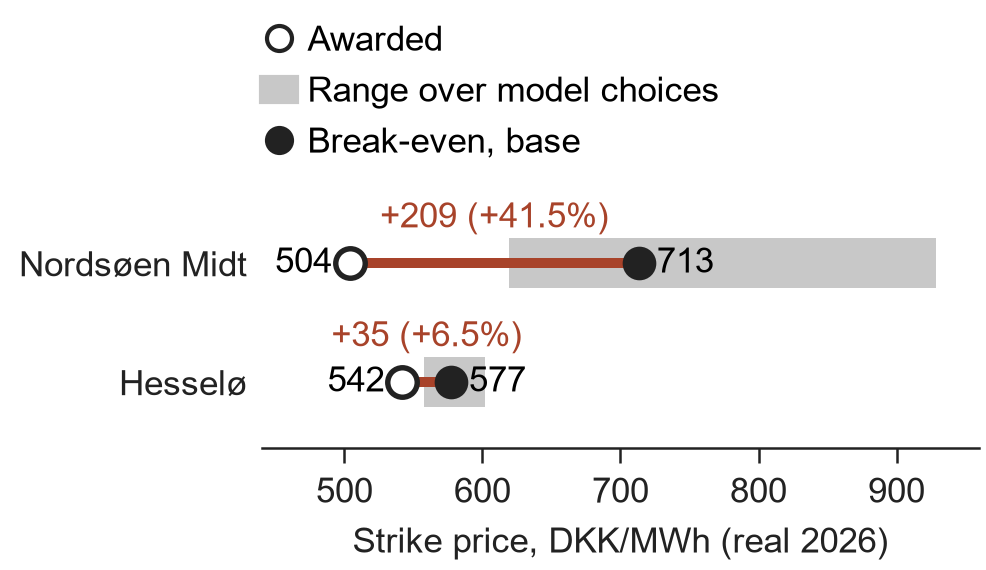 Awarded
Range over model choices
Break-even, base
+209 (+41.5%)
Nordsøen Midt 504 713
+35 (+6.5%)
Hesselø 542 577
500 600 700 800 900
Strike price, DKK/MWh (real 2026)